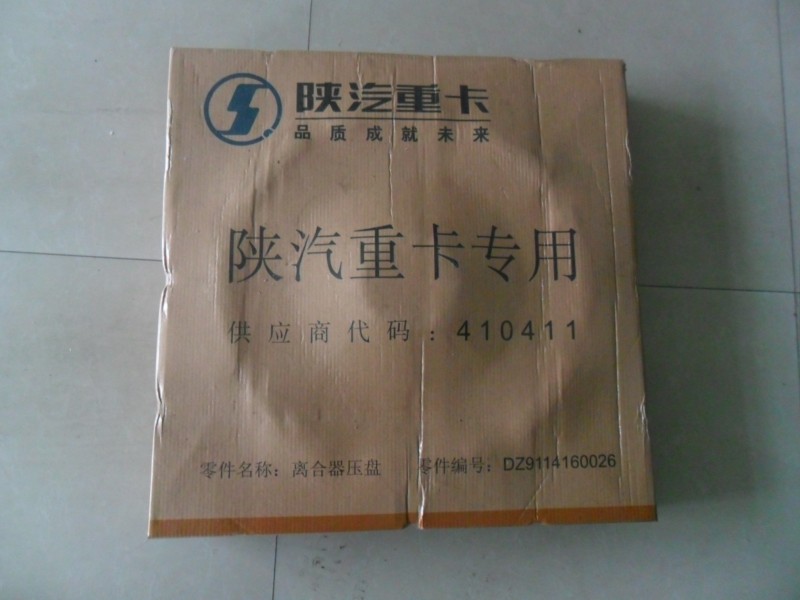 陕汽重卡
品质成就未来
陕汽重卡专用
供应商代码：410411
零件名称：离合器压盘 零件编号：DZ9114160026